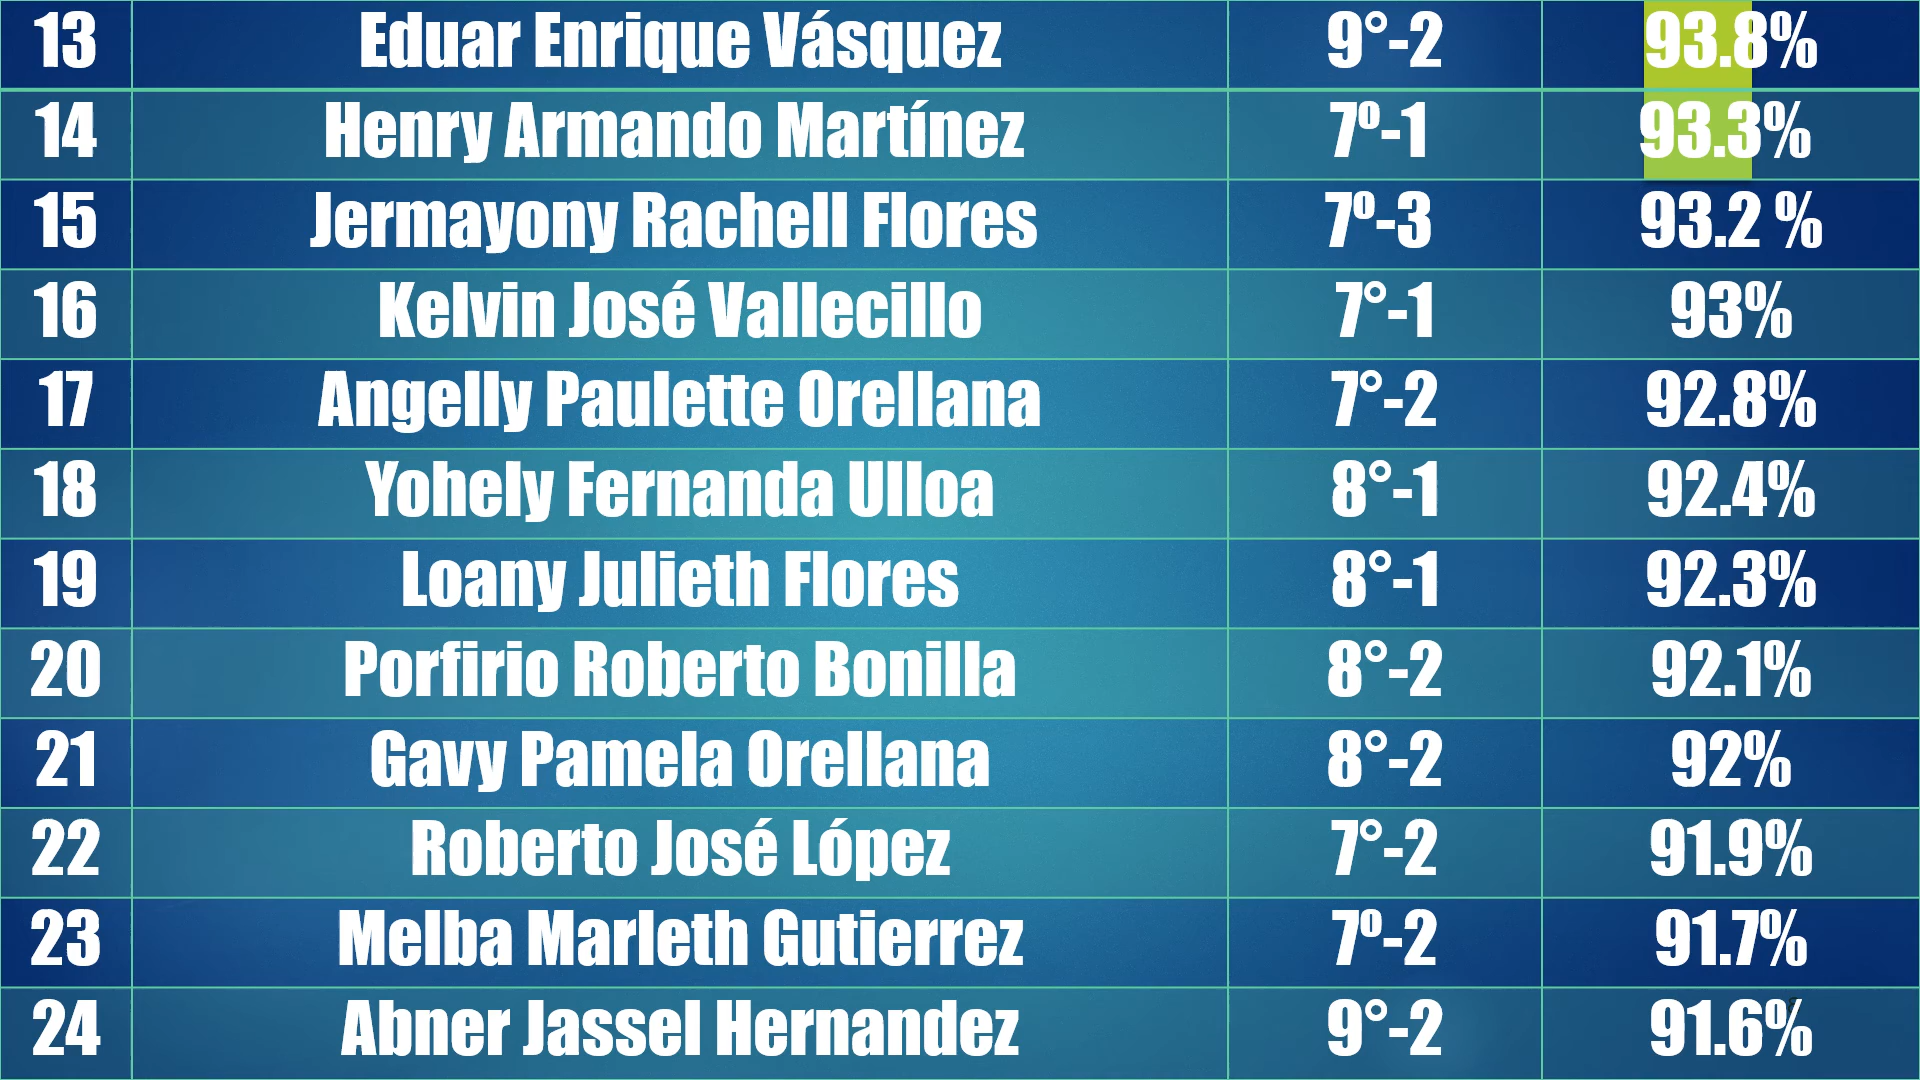 13 Eduar Enrique Vásquez 9°-2 93.8%
14 Henry Armando Martínez 7º-1 93.3%
15 Jermayony Rachell Flores 7º-3 93.2 %
16 Kelvin José Vallecillo 7°-1 93%
17 Angelly Paulette Orellana 7°-2 92.8%
18 Yohely Fernanda Ulloa 8°-1 92.4%
19 Loany Julieth Flores 8°-1 92.3%
20 Porfirio Roberto Bonilla 8°-2 92.1%
21 Gavy Pamela Orellana 8°-2 92%
22 Roberto José López 7°-2 91.9%
23 Melba Marleth Gutierrez 7º-2 91.7%
24 Abner Jassel Hernandez 9°-2 91.6%